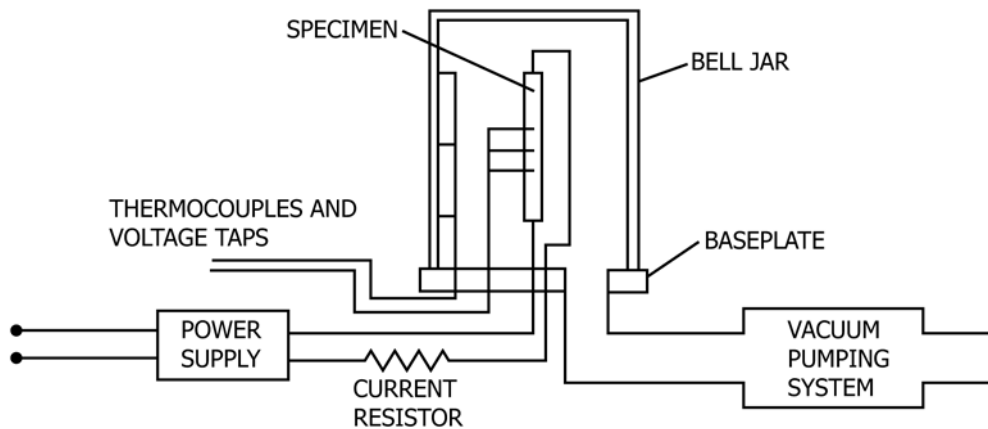 SPECIMEN
BELL JAR
THERMOCOUPLES AND
VOLTAGE TAPS
BASEPLATE
POWER
SUPPLY
CURRENT
RESISTOR
VACUUM
PUMPING
SYSTEM